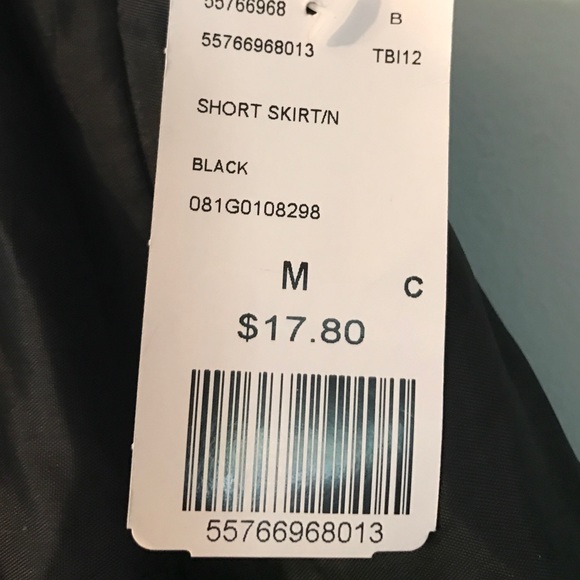 55766968 B
55766968013 TBI12
SHORT SKIRT/N
BLACK
081G0108298
M C
$17.80
55766968013